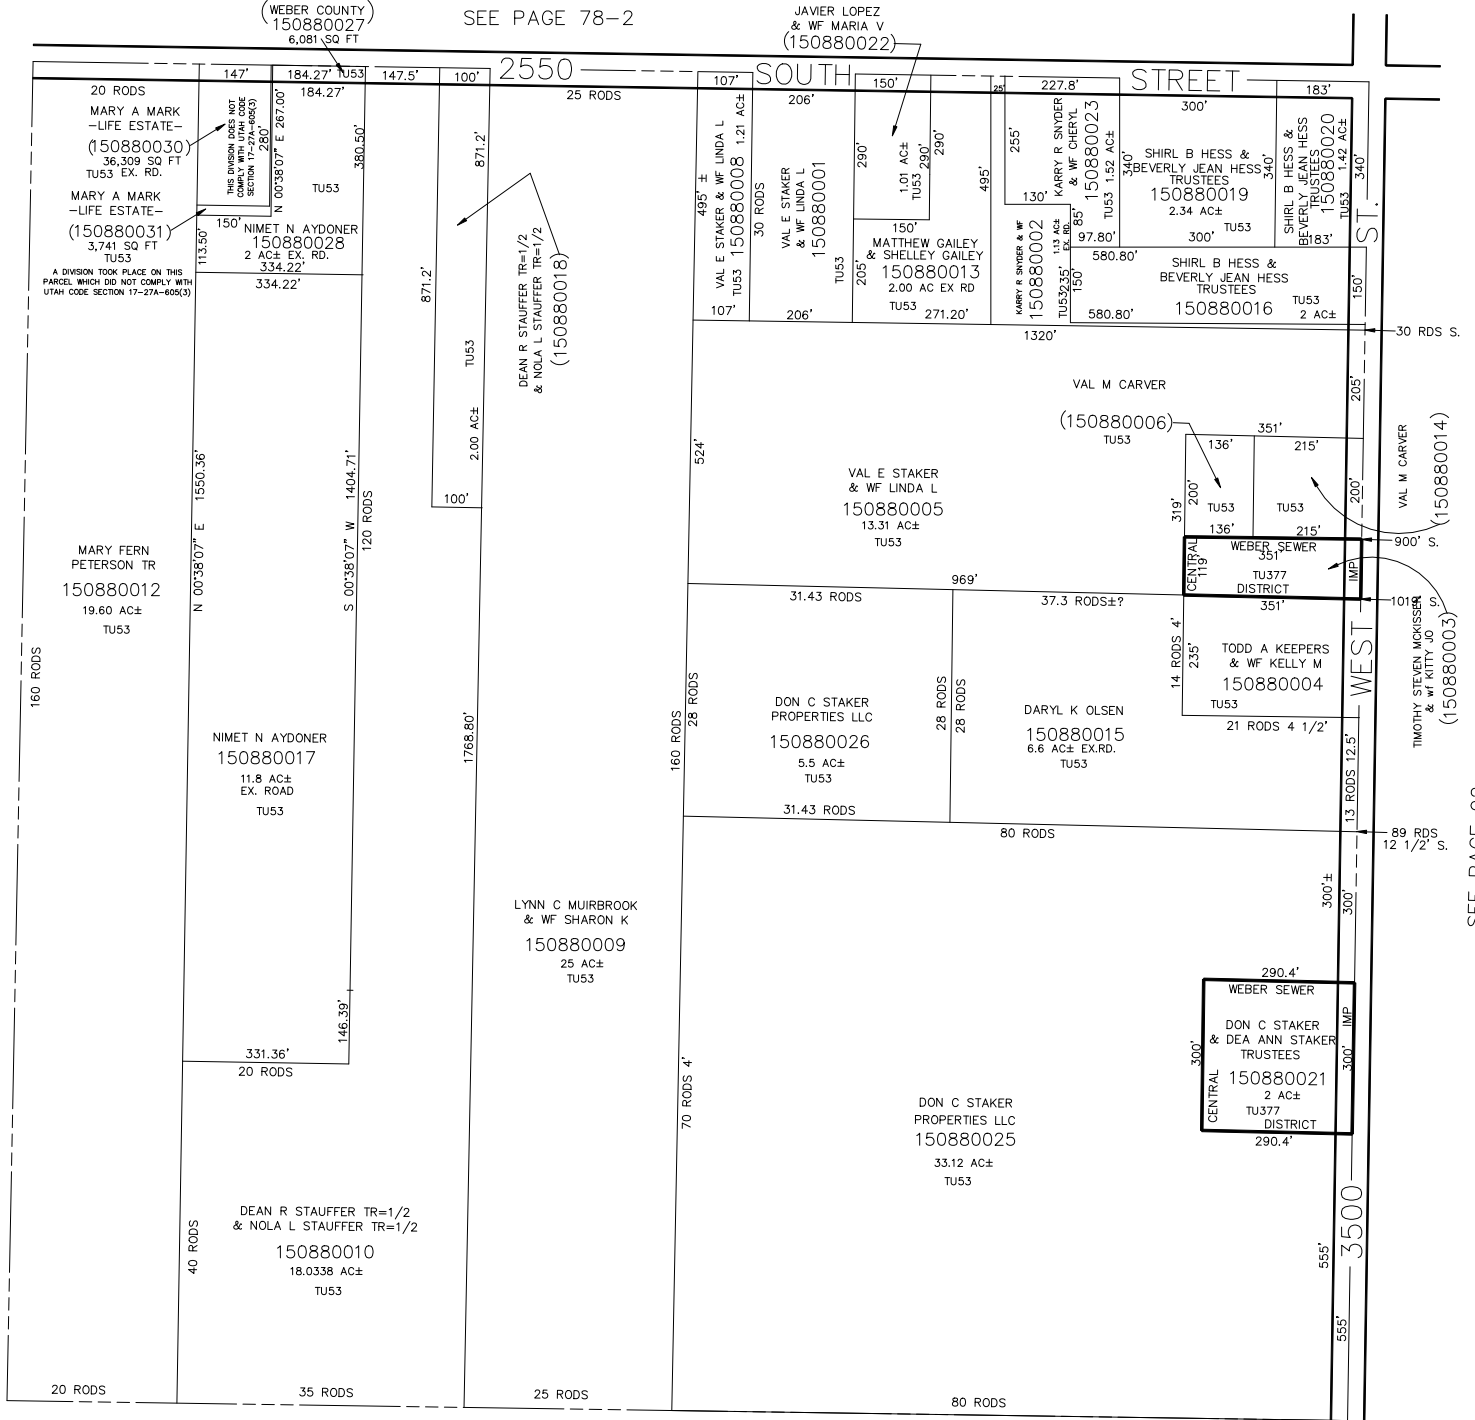 (WEBER COUNTY)
150880027
6,081 SQ FT
SEE PAGE 78-2
JAVIER LOPEZ
& WF MARIA V
(150880022)
2550 SOUTH STREET
147'
184.27'
TU53
147.5'
100'
107'
150'
25'
227.8'
183'
20 RODS
184.27'
25 RODS
206'
300'
MARY A MARK
-LIFE ESTATE-
(150880030)
36,309 SQ FT
TU53 EX. RD.
MARY A MARK
-LIFE ESTATE-
(150880031)
3,741 SQ FT
TU53
A DIVISION TOOK PLACE ON THIS
PARCEL WHICH DID NOT COMPLY WITH
UTAH CODE SECTION 17-27A-605(3)
THIS DIVISION DOES NOT
COMPLY WITH UTAH CODE
SECTION 17-27A-605(3)
280'
N 00°38'07" E 267.00'
380.50'
TU53
150'
113.50'
NIMET N AYDONER
150880028
2 AC± EX. RD.
334.22'
334.22'
871.2'
871.2'
TU53
2.00 AC±
100'
DEAN R STAUFFER TR=1/2
& NOLA L STAUFFER TR=1/2
(150880018)
495' ±
VAL E STAKER & WF LINDA L
TU53 150880008 1.21 AC±
107'
30 RODS
VAL E STAKER
& WF LINDA L
150880001
TU53
206'
290'
1.01 AC±
TU53
290'
290'
150'
MATTHEW GAILEY
& SHELLEY GAILEY
150880013
2.00 AC EX RD
TU53
205'
271.20'
495'
255'
130'
KARRY R SNYDER & WF
150880002
1.13 AC±
EX. RD.
TU53
235'
KARRY R SNYDER
& WF CHERYL
150880023
TU53 1.52 AC±
85'
97.80'
150'
340'
SHIRL B HESS &
BEVERLY JEAN HESS
TRUSTEES
150880019
2.34 AC±
TU53
340'
300'
SHIRL B HESS &
BEVERLY JEAN HESS
TRUSTEES
150880020
TU53 1.42 AC±
340'
183'
580.80'
SHIRL B HESS &
BEVERLY JEAN HESS
TRUSTEES
150880016
TU53
2 AC±
150'
580.80'
1320'
30 RDS S.
205'
VAL M CARVER
(150880006)
TU53
351'
136'
215'
200'
319'
TU53
TU53
200'
136'
215'
VAL M CARVER
(150880014)
900' S.
524'
VAL E STAKER
& WF LINDA L
150880005
13.31 AC±
TU53
CENTRAL
119'
WEBER SEWER
351'
TU377
DISTRICT
IMP
351'
1019' S.
TIMOTHY STEVEN MCKISSER
& wf KITTY JO
(150880003)
969'
31.43 RODS
37.3 RODS±?
14 RODS 4'
235'
TODD A KEEPERS
& WF KELLY M
150880004
TU53
21 RODS 4 1/2'
N 00°38'07" E 1550.36'
S 00°38'07" W 1404.71'
120 RODS
MARY FERN
PETERSON TR
150880012
19.60 AC±
TU53
160 RODS
NIMET N AYDONER
150880017
11.8 AC±
EX. ROAD
TU53
1768.80'
160 RODS
28 RODS
DON C STAKER
PROPERTIES LLC
150880026
5.5 AC±
TU53
28 RODS
28 RODS
DARYL K OLSEN
150880015
6.6 AC± EX.RD.
TU53
13 RODS 12.5'
31.43 RODS
80 RODS
89 RDS
12 1/2' S.
300'±
300'
LYNN C MUIRBROOK
& WF SHARON K
150880009
25 AC±
TU53
146.39'
331.36'
20 RODS
70 RODS 4'
290.4'
WEBER SEWER
DON C STAKER
& DEA ANN STAKER
TRUSTEES
150880021
2 AC±
TU377
DISTRICT
CENTRAL
IMP
300'
300'
290.4'
DON C STAKER
PROPERTIES LLC
150880025
33.12 AC±
TU53
40 RODS
DEAN R STAUFFER TR=1/2
& NOLA L STAUFFER TR=1/2
150880010
18.0338 AC±
TU53
555'
555'
3500 WEST ST.
20 RODS
35 RODS
25 RODS
80 RODS
SEE PAGE